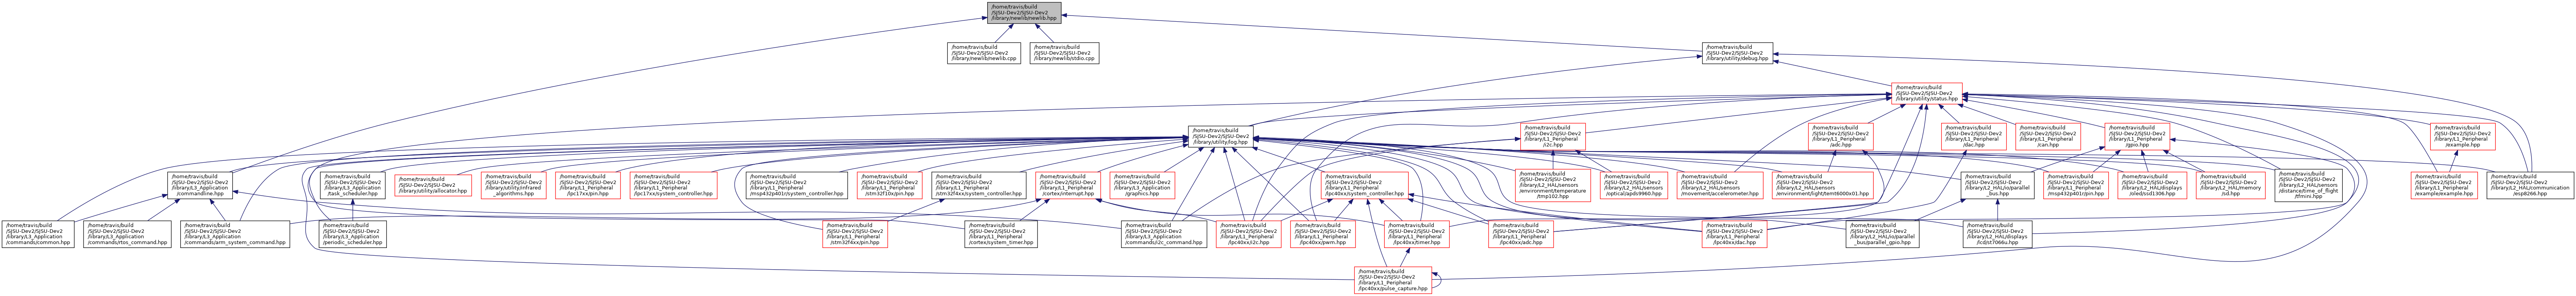 /home/travis/build
/SJSU-Dev2/SJSU-Dev2
/library/newlib/newlib.hpp
/home/travis/build
/SJSU-Dev2/SJSU-Dev2
/library/newlib/newlib.cpp
/home/travis/build
/SJSU-Dev2/SJSU-Dev2
/library/newlib/stdio.cpp
/home/travis/build
/SJSU-Dev2/SJSU-Dev2
/library/utility/debug.hpp
/home/travis/build
/SJSU-Dev2/SJSU-Dev2
/library/utility/status.hpp
/home/travis/build
/SJSU-Dev2/SJSU-Dev2
/library/utility/log.hpp
/home/travis/build
/SJSU-Dev2/SJSU-Dev2
/library/L1_Peripheral
/i2c.hpp
/home/travis/build
/SJSU-Dev2/SJSU-Dev2
/library/L1_Peripheral
/adc.hpp
/home/travis/build
/SJSU-Dev2/SJSU-Dev2
/library/L1_Peripheral
/dac.hpp
/home/travis/build
/SJSU-Dev2/SJSU-Dev2
/library/L1_Peripheral
/can.hpp
/home/travis/build
/SJSU-Dev2/SJSU-Dev2
/library/L1_Peripheral
/gpio.hpp
/home/travis/build
/SJSU-Dev2/SJSU-Dev2
/library/L1_Peripheral
/example.hpp
/home/travis/build
/SJSU-Dev2/SJSU-Dev2
/library/L3_Application
/commandline.hpp
/home/travis/build
/SJSU-Dev2/SJSU-Dev2
/library/L3_Application
/task_scheduler.hpp
/home/travis/build
/SJSU-Dev2/SJSU-Dev2
/library/utility/allocator.hpp
/home/travis/build
/SJSU-Dev2/SJSU-Dev2
/library/utility/infrared
_algorithms.hpp
/home/travis/build
/SJSU-Dev2/SJSU-Dev2
/library/L1_Peripheral
/lpc17xx/pin.hpp
/home/travis/build
/SJSU-Dev2/SJSU-Dev2
/library/L1_Peripheral
/lpc17xx/system_controller.hpp
/home/travis/build
/SJSU-Dev2/SJSU-Dev2
/library/L1_Peripheral
/msp432p401r/system_controller.hpp
/home/travis/build
/SJSU-Dev2/SJSU-Dev2
/library/L1_Peripheral
/stm32f10x/pin.hpp
/home/travis/build
/SJSU-Dev2/SJSU-Dev2
/library/L1_Peripheral
/stm32f4xx/system_controller.hpp
/home/travis/build
/SJSU-Dev2/SJSU-Dev2
/library/L1_Peripheral
/cortex/interrupt.hpp
/home/travis/build
/SJSU-Dev2/SJSU-Dev2
/library/L3_Application
/graphics.hpp
/home/travis/build
/SJSU-Dev2/SJSU-Dev2
/library/L1_Peripheral
/lpc40xx/system_controller.hpp
/home/travis/build
/SJSU-Dev2/SJSU-Dev2
/library/L2_HAL/sensors
/environment/temperature
/tmp102.hpp
/home/travis/build
/SJSU-Dev2/SJSU-Dev2
/library/L2_HAL/sensors
/optical/apds9960.hpp
/home/travis/build
/SJSU-Dev2/SJSU-Dev2
/library/L2_HAL/sensors
/movement/accelerometer.hpp
/home/travis/build
/SJSU-Dev2/SJSU-Dev2
/library/L2_HAL/sensors
/environment/light/temt6000x01.hpp
/home/travis/build
/SJSU-Dev2/SJSU-Dev2
/library/L2_HAL/io/parallel
_bus.hpp
/home/travis/build
/SJSU-Dev2/SJSU-Dev2
/library/L1_Peripheral
/msp432p401r/pin.hpp
/home/travis/build
/SJSU-Dev2/SJSU-Dev2
/library/L2_HAL/displays
/oled/ssd1306.hpp
/home/travis/build
/SJSU-Dev2/SJSU-Dev2
/library/L2_HAL/memory
/sd.hpp
/home/travis/build
/SJSU-Dev2/SJSU-Dev2
/library/L2_HAL/sensors
/distance/time_of_flight
/tfmini.hpp
/home/travis/build
/SJSU-Dev2/SJSU-Dev2
/library/L1_Peripheral
/example/example.hpp
/home/travis/build
/SJSU-Dev2/SJSU-Dev2
/library/L2_HAL/communication
/esp8266.hpp
/home/travis/build
/SJSU-Dev2/SJSU-Dev2
/library/L3_Application
/commands/common.hpp
/home/travis/build
/SJSU-Dev2/SJSU-Dev2
/library/L3_Application
/commands/rtos_command.hpp
/home/travis/build
/SJSU-Dev2/SJSU-Dev2
/library/L3_Application
/commands/arm_system_command.hpp
/home/travis/build
/SJSU-Dev2/SJSU-Dev2
/library/L3_Application
/periodic_scheduler.hpp
/home/travis/build
/SJSU-Dev2/SJSU-Dev2
/library/L1_Peripheral
/stm32f4xx/pin.hpp
/home/travis/build
/SJSU-Dev2/SJSU-Dev2
/library/L1_Peripheral
/cortex/system_timer.hpp
/home/travis/build
/SJSU-Dev2/SJSU-Dev2
/library/L3_Application
/commands/i2c_command.hpp
/home/travis/build
/SJSU-Dev2/SJSU-Dev2
/library/L1_Peripheral
/lpc40xx/i2c.hpp
/home/travis/build
/SJSU-Dev2/SJSU-Dev2
/library/L1_Peripheral
/lpc40xx/pwm.hpp
/home/travis/build
/SJSU-Dev2/SJSU-Dev2
/library/L1_Peripheral
/lpc40xx/timer.hpp
/home/travis/build
/SJSU-Dev2/SJSU-Dev2
/library/L1_Peripheral
/lpc40xx/adc.hpp
/home/travis/build
/SJSU-Dev2/SJSU-Dev2
/library/L1_Peripheral
/lpc40xx/dac.hpp
/home/travis/build
/SJSU-Dev2/SJSU-Dev2
/library/L2_HAL/io/parallel
_bus/parallel_gpio.hpp
/home/travis/build
/SJSU-Dev2/SJSU-Dev2
/library/L2_HAL/displays
/lcd/st7066u.hpp
/home/travis/build
/SJSU-Dev2/SJSU-Dev2
/library/L1_Peripheral
/lpc40xx/pulse_capture.hpp